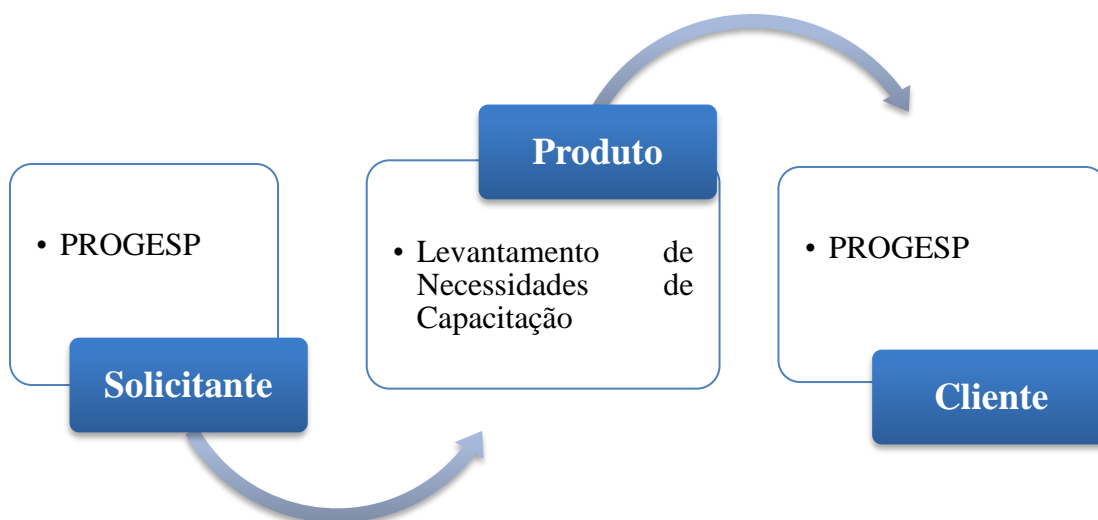 • PROGESP
Solicitante
Produto
• Levantamento de
Necessidades de
Capacitação
• PROGESP
Cliente